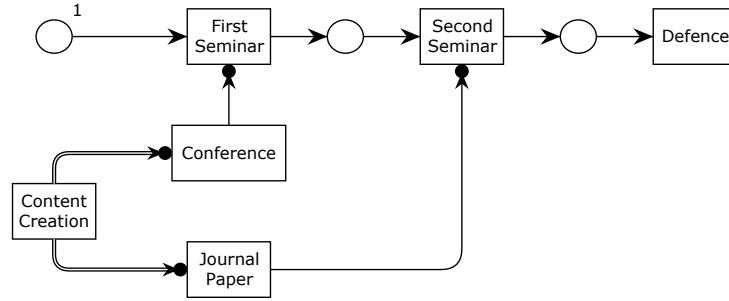 1
First
Seminar
Second
Seminar
Defence
Conference
Content
Creation
Journal
Paper